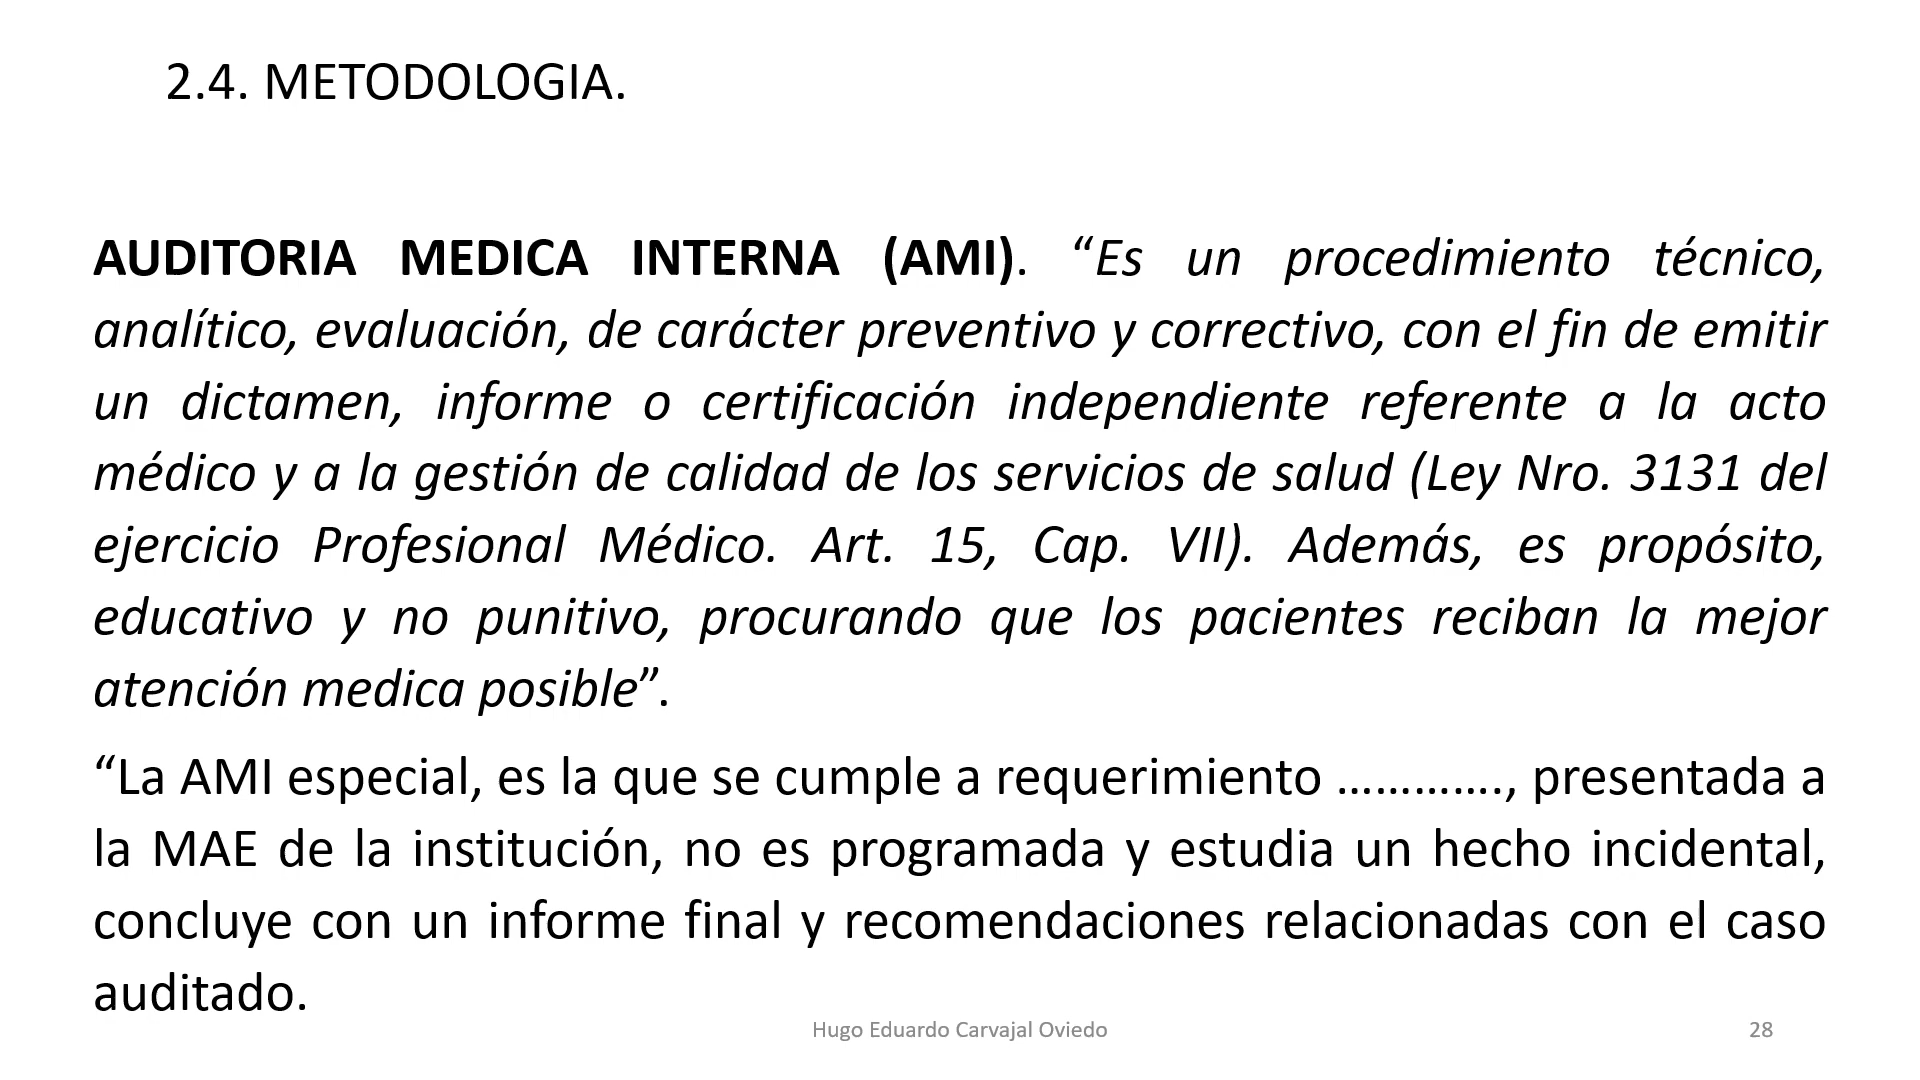 2.4. METODOLOGIA.
AUDITORIA MEDICA INTERNA (AMI). “Es un procedimiento técnico,
analítico, evaluación, de carácter preventivo y correctivo, con el fin de emitir
un dictamen, informe o certificación independiente referente a la acto
médico y a la gestión de calidad de los servicios de salud (Ley Nro. 3131 del
ejercicio Profesional Médico. Art. 15, Cap. VII). Además, es propósito,
educativo y no punitivo, procurando que los pacientes reciban la mejor
atención medica posible”.
“La AMI especial, es la que se cumple a requerimiento …………., presentada a
la MAE de la institución, no es programada y estudia un hecho incidental,
concluye con un informe final y recomendaciones relacionadas con el caso
auditado.
Hugo Eduardo Carvajal Oviedo
28